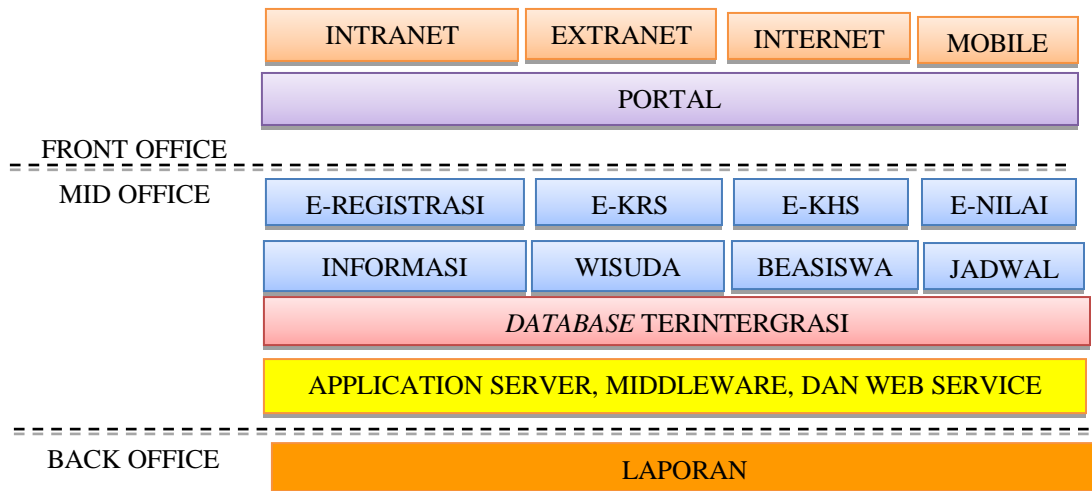 INTRANET EXTRANET INTERNET MOBILE
PORTAL
FRONT OFFICE
MID OFFICE
E-REGISTRASI E-KRS E-KHS E-NILAI
INFORMASI WISUDA BEASISWA JADWAL
DATABASE TERINTERGRASI
APPLICATION SERVER, MIDDLEWARE, DAN WEB SERVICE
BACK OFFICE
LAPORAN